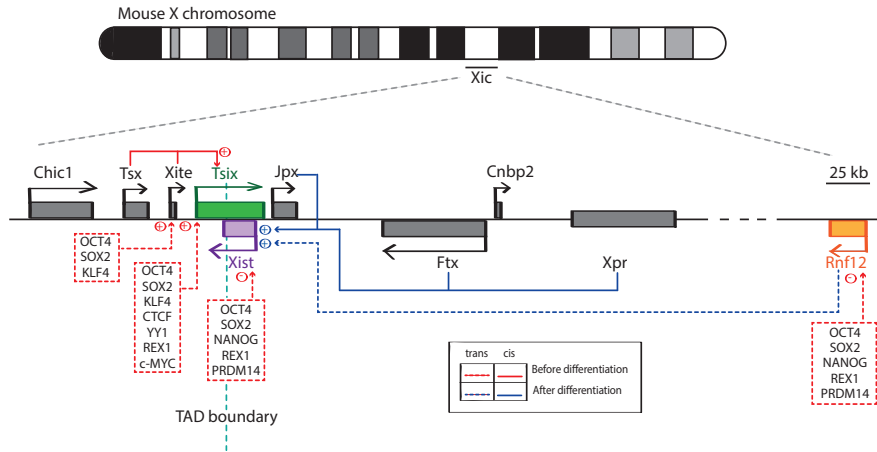 Mouse X chromosome
Xic
Chic1
Tsx
Xite
Tsix
Jpx
Cnbp2
25 kb
+
+ +
+
+
OCT4
SOX2
KLF4
OCT4
SOX2
KLF4
CTCF
YY1
REX1
c-MYC
Xist
-
OCT4
SOX2
NANOG
REX1
PRDM14
Ftx
Xpr
Rnf12
-
OCT4
SOX2
NANOG
REX1
PRDM14
trans cis
Before differentiation
After differentiation
TAD boundary